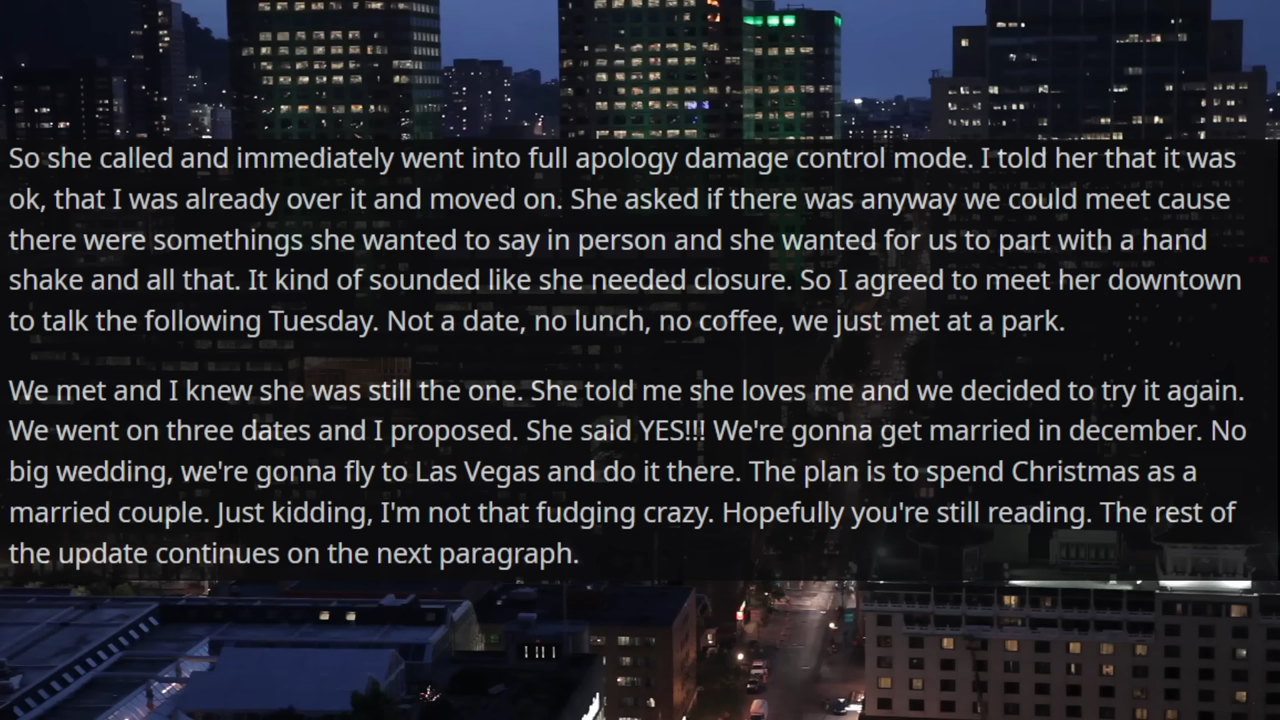 So she called and immediately went into full apology damage control mode. I told her that it was
ok, that I was already over it and moved on. She asked if there was anyway we could meet cause
there were somethings she wanted to say in person and she wanted for us to part with a hand
shake and all that. It kind of sounded like she needed closure. So I agreed to meet her downtown
to talk the following Tuesday. Not a date, no lunch, no coffee, we just met at a park.
We met and I knew she was still the one. She told me she loves me and we decided to try it again.
We went on three dates and I proposed. She said YES!!! We're gonna get married in december. No
big wedding, we're gonna fly to Las Vegas and do it there. The plan is to spend Christmas as a
married couple. Just kidding, I'm not that fudging crazy. Hopefully you're still reading. The rest of
the update continues on the next paragraph.